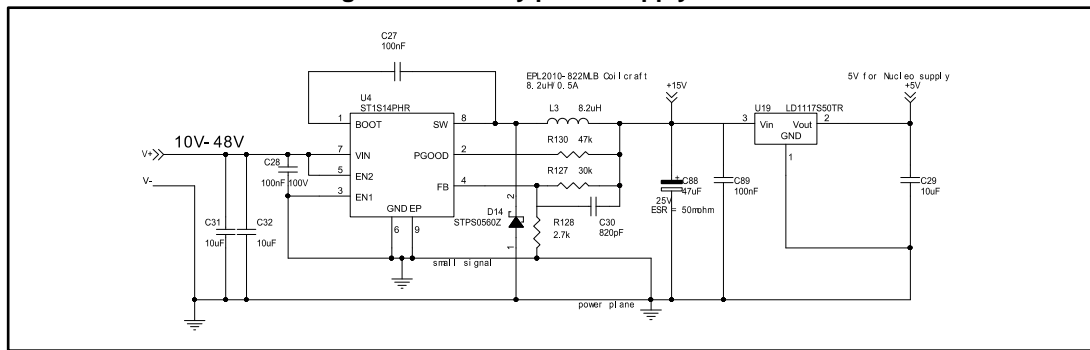 C27
100nF
EPL2010-822MLB Coilcraft
8.2uH/0.5A
+15V
5V for Nucleo supply
+5V
U4
ST1S14PHR
L3 8.2uH
U19 LD1117S50TR
1 BOOT SW 8
3 Vin Vout 2
GND
1
10V-48V
R130 47k
V+
7 VIN PGOOD 2
C28
100nF 100V
5 EN2
R127 30k
V-
3 EN1 FB 4
C88
47uF
25V
ESR = 50mohm
C89
100nF
C29
10uF
GND EP
6 9
2
D14
STPS0560Z
1
R128
2.7k
C30
820pF
C31
10uF
C32
10uF
small signal
power plane